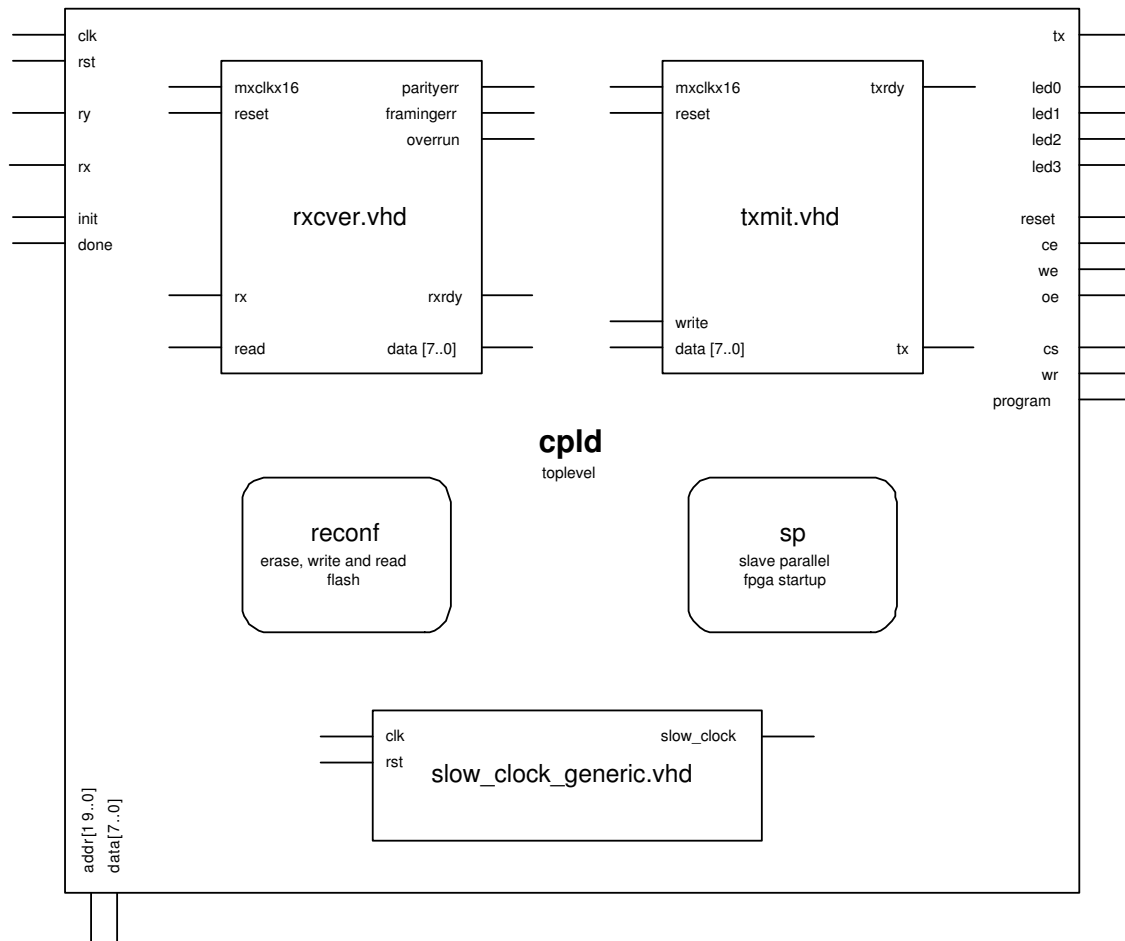 clk
rst
ry
rx
init
done
tx
led0
led1
led2
led3
reset
ce
we
oe
cs
wr
program
mxclkx16
reset
parityerr
framingerr
overrun
rxcver.vhd
rx
rxrdy
read
data [7..0]
mxclkx16
reset
txrdy
txmit.vhd
write
data [7..0]
tx
cpld
toplevel
reconf
erase, write and read
flash
sp
slave parallel
fpga startup
clk
rst
slow_clock
slow_clock_generic.vhd
addr[19..0]
data[7..0]